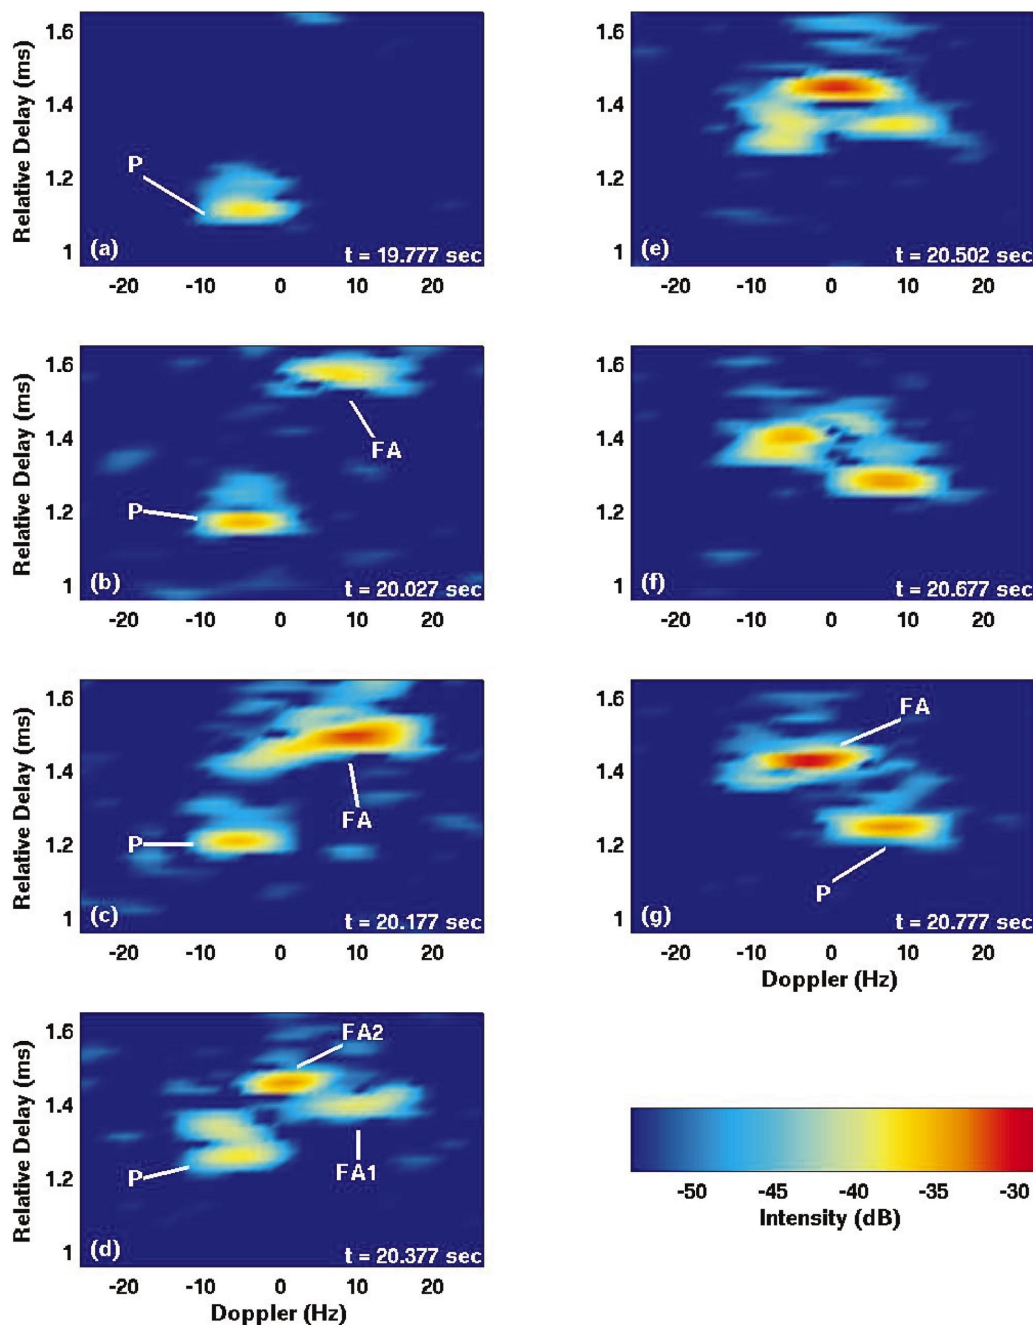 1.6
1.4
1.2
1
Relative Delay (ms)
P
(a)
t = 19.777 sec
-20 -10 0 10 20
1.6
1.4
1.2
1
Relative Delay (ms)
FA
P
(b)
t = 20.027 sec
-20 -10 0 10 20
1.6
1.4
1.2
1
Relative Delay (ms)
FA
P
(c)
t = 20.177 sec
-20 -10 0 10 20
1.6
1.4
1.2
1
Relative Delay (ms)
FA2
P
FA1
(d)
t = 20.377 sec
-20 -10 0 10 20
Doppler (Hz)
1.6
1.4
1.2
1
(e)
t = 20.502 sec
-20 -10 0 10 20
1.6
1.4
1.2
1
(f)
t = 20.677 sec
-20 -10 0 10 20
1.6
1.4
1.2
1
FA
P
(g)
t = 20.777 sec
-20 -10 0 10 20
Doppler (Hz)
-50 -45 -40 -35 -30
Intensity (dB)